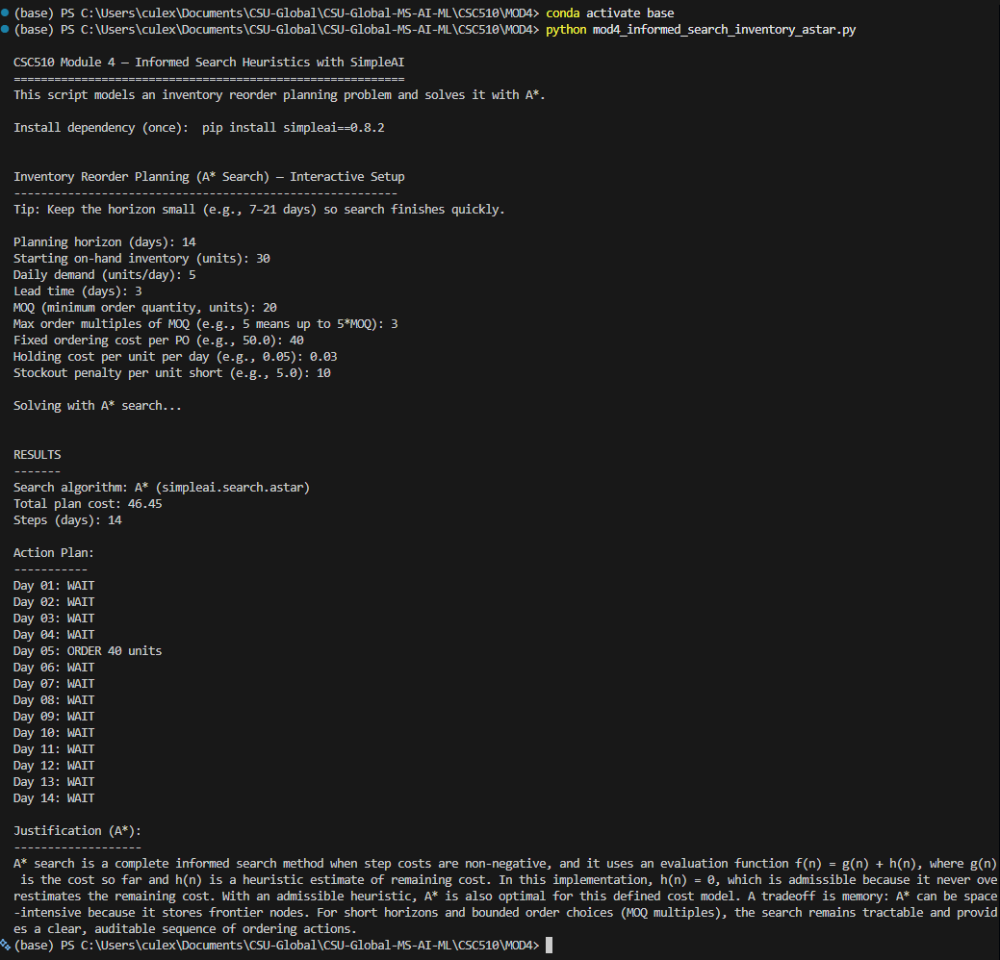 (base) PS C:\Users\culex\Documents\CSU-Global\CSU-Global-MS-AI-ML\CSC510\MOD4> conda activate base
(base) PS C:\Users\culex\Documents\CSU-Global\CSU-Global-MS-AI-ML\CSC510\MOD4> python mod4_informed_search_inventory_astar.py
CSC510 Module 4 — Informed Search Heuristics with SimpleAI
==========================================================
This script models an inventory reorder planning problem and solves it with A*.
Install dependency (once):  pip install simpleai==0.8.2
Inventory Reorder Planning (A* Search) — Interactive Setup
---------------------------------------------------------
Tip: Keep the horizon small (e.g., 7–21 days) so search finishes quickly.
Planning horizon (days): 14
Starting on-hand inventory (units): 30
Daily demand (units/day): 5
Lead time (days): 3
MOQ (minimum order quantity, units): 20
Max order multiples of MOQ (e.g., 5 means up to 5*MOQ): 3
Fixed ordering cost per PO (e.g., 50.0): 40
Holding cost per unit per day (e.g., 0.05): 0.03
Stockout penalty per unit short (e.g., 5.0): 10
Solving with A* search...
RESULTS
-------
Search algorithm: A* (simpleai.search.astar)
Total plan cost: 46.45
Steps (days): 14
Action Plan:
-----------
Day 01: WAIT
Day 02: WAIT
Day 03: WAIT
Day 04: WAIT
Day 05: ORDER 40 units
Day 06: WAIT
Day 07: WAIT
Day 08: WAIT
Day 09: WAIT
Day 10: WAIT
Day 11: WAIT
Day 12: WAIT
Day 13: WAIT
Day 14: WAIT
Justification (A*):
-------------------
A* search is a complete informed search method when step costs are non-negative, and it uses an evaluation function f(n) = g(n) + h(n), where g(n)
 is the cost so far and h(n) is a heuristic estimate of remaining cost. In this implementation, h(n) = 0, which is admissible because it never ove
restimates the remaining cost. With an admissible heuristic, A* is also optimal for this defined cost model. A tradeoff is memory: A* can be space
-intensive because it stores frontier nodes. For short horizons and bounded order choices (MOQ multiples), the search remains tractable and provid
es a clear, auditable sequence of ordering actions.
(base) PS C:\Users\culex\Documents\CSU-Global\CSU-Global-MS-AI-ML\CSC510\MOD4>